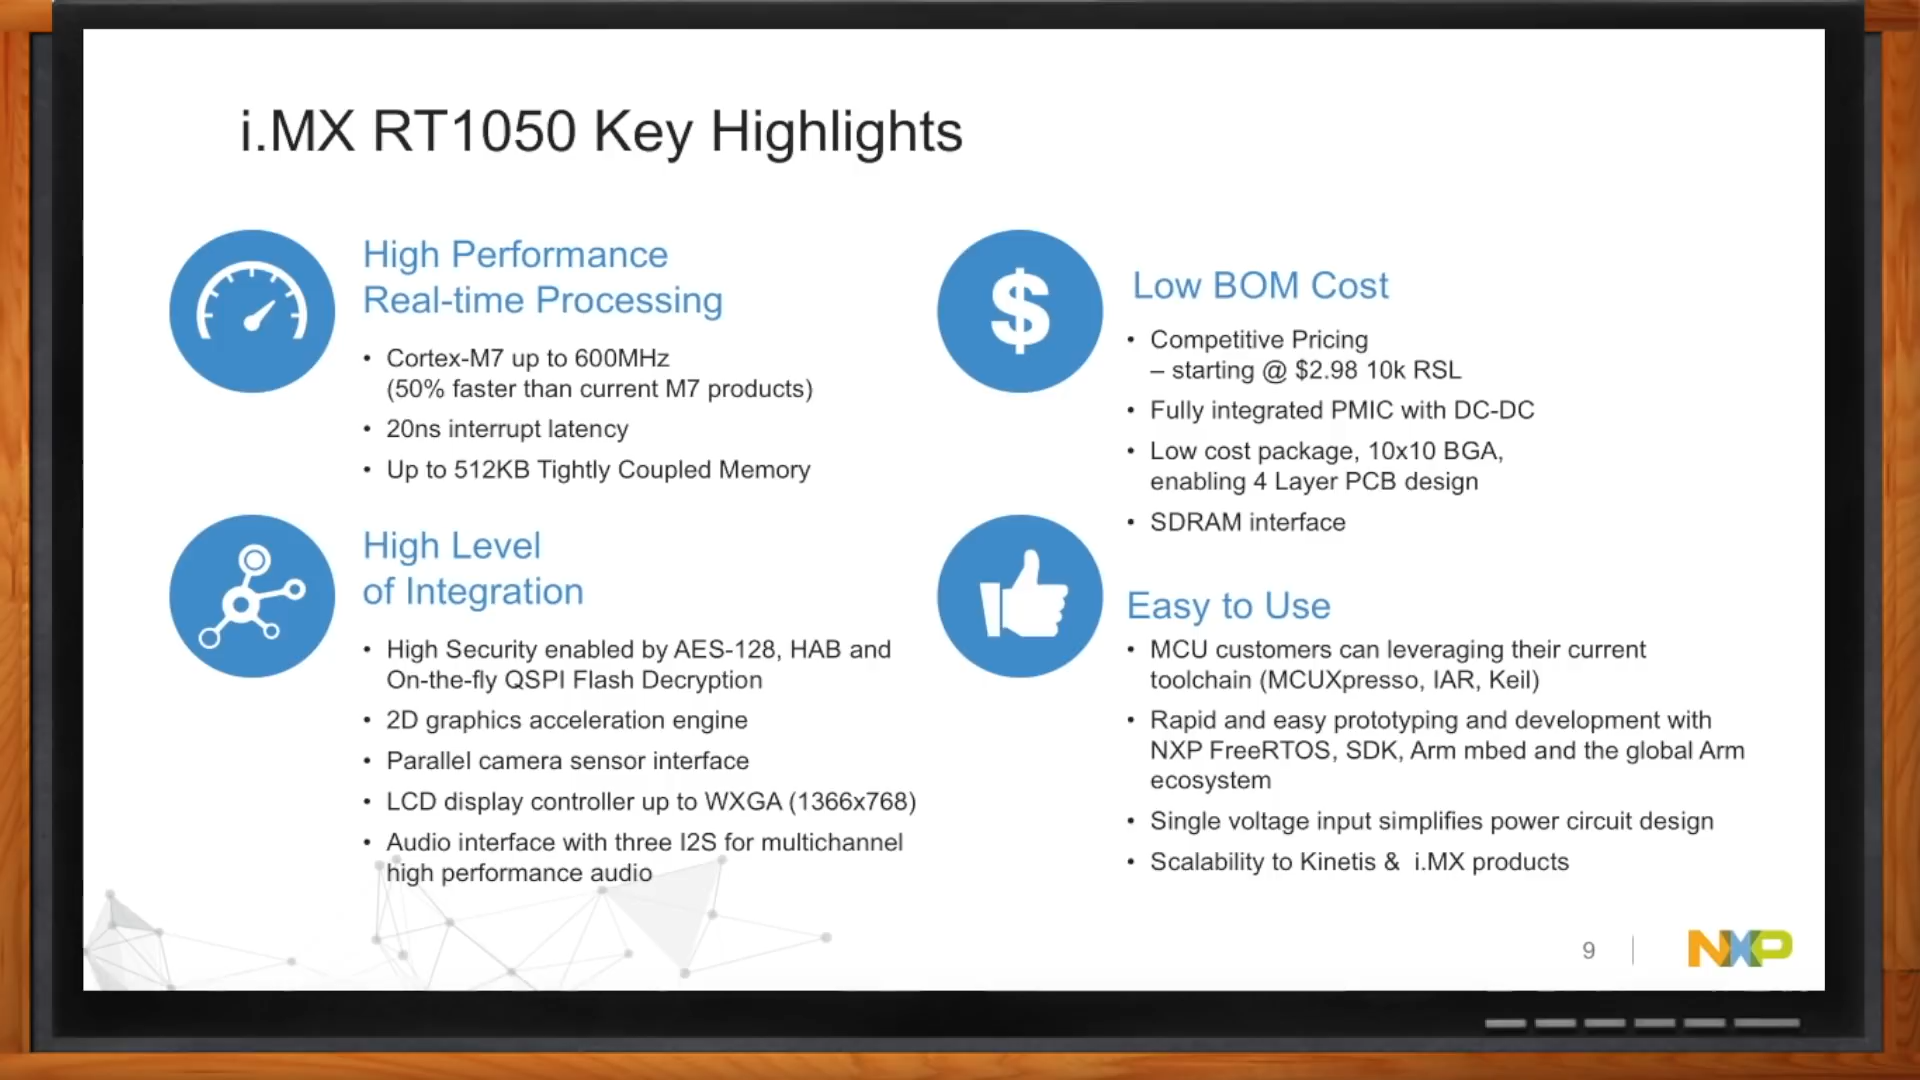 i.MX RT1050 Key Highlights
High Performance
Real-time Processing
• Cortex-M7 up to 600MHz
(50% faster than current M7 products)
• 20ns interrupt latency
• Up to 512KB Tightly Coupled Memory
High Level
of Integration
• High Security enabled by AES-128, HAB and
On-the-fly QSPI Flash Decryption
• 2D graphics acceleration engine
• Parallel camera sensor interface
• LCD display controller up to WXGA (1366x768)
• Audio interface with three I2S for multichannel
high performance audio
$
Low BOM Cost
• Competitive Pricing
– starting @ $2.98 10k RSL
• Fully integrated PMIC with DC-DC
• Low cost package, 10x10 BGA,
enabling 4 Layer PCB design
• SDRAM interface
Easy to Use
• MCU customers can leveraging their current
toolchain (MCUXpresso, IAR, Keil)
• Rapid and easy prototyping and development with
NXP FreeRTOS, SDK, Arm mbed and the global Arm
ecosystem
• Single voltage input simplifies power circuit design
• Scalability to Kinetis &  i.MX products
9
NXP